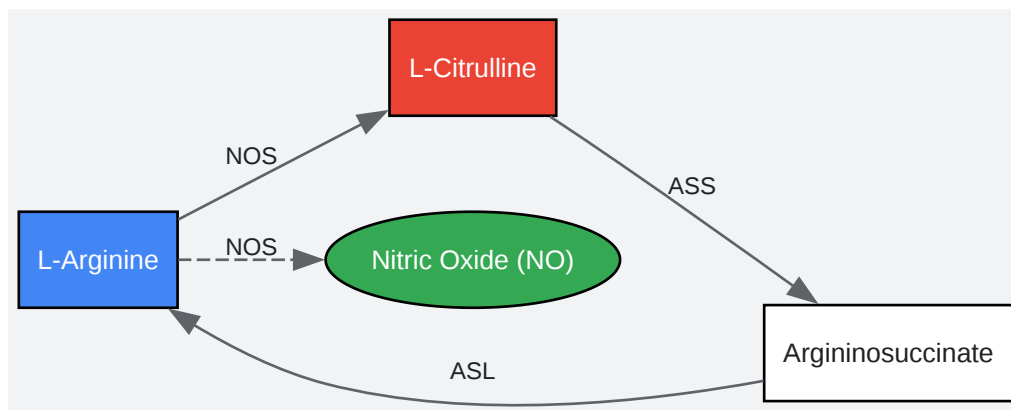 L-Citrulline
NOS
ASS
L-Arginine
NOS
Nitric Oxide (NO)
Argininosuccinate
ASL